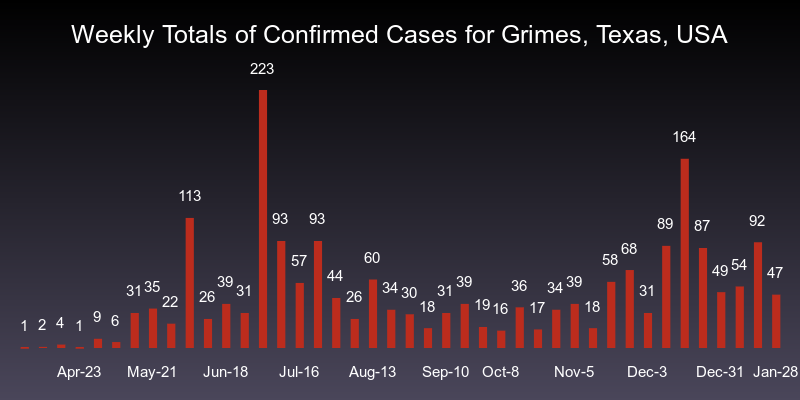 Weekly Totals of Confirmed Cases for Grimes, Texas, USA
1 2 4 1 9 6 31 35 22 113 26 39 31 223 93 57 93 44 26 60 34 30 18 31 39 19 16 36 17 34 39 18 58 68 31 89 164 87 49 54 92 47
Apr-23 May-21 Jun-18 Jul-16 Aug-13 Sep-10 Oct-8 Nov-5 Dec-3 Dec-31 Jan-28